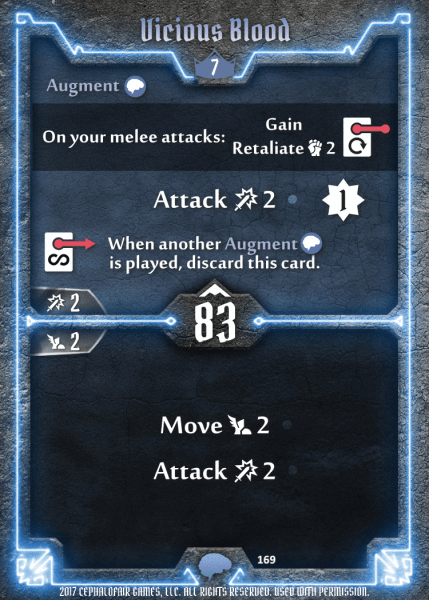 Vicious Blood
7
Augment
On your melee attacks: Gain
Retaliate 2
Attack 2 1
When another Augment
is played, discard this card.
2
83
2
Move 2
Attack 2
169
2017 CEPHALOFAIR GAMES, LLC. ALL RIGHTS RESERVED. USED WITH PERMISSION.